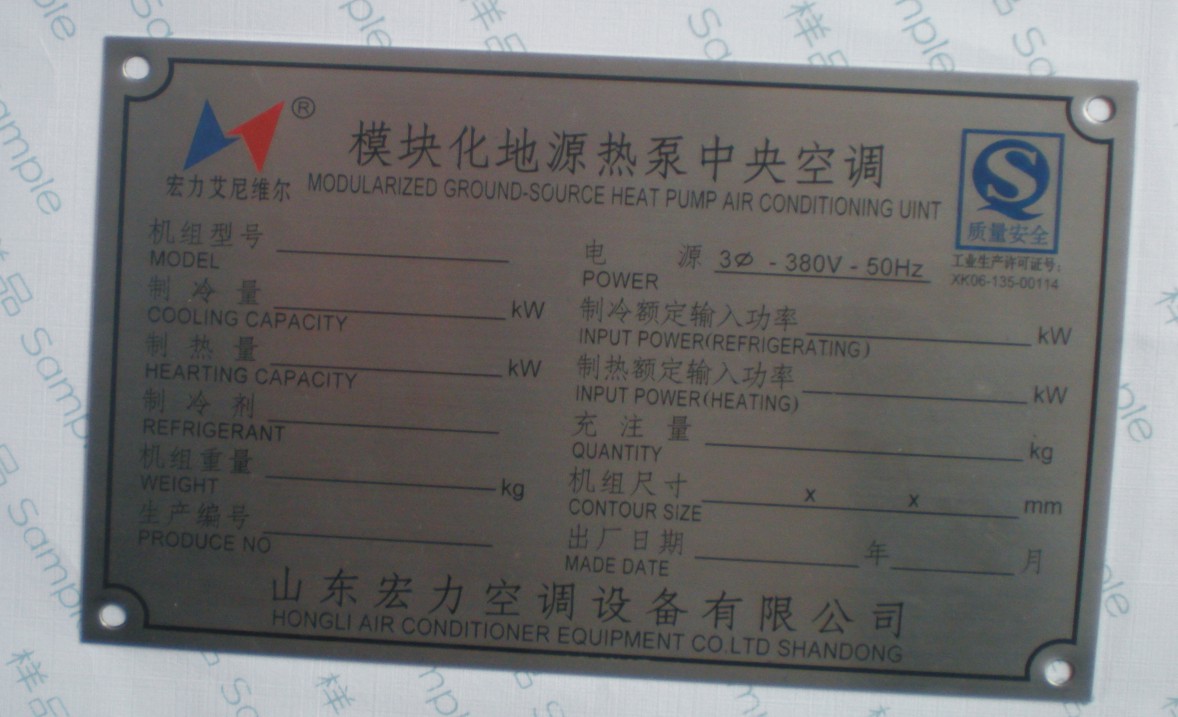 ®
模块化地源热泵中央空调
宏力艾尼维尔
MODULARIZED GROUND-SOURCE HEAT PUMP AIR CONDITIONING UINT
质量安全
工业生产许可证号:
XK06-135-00114
机组型号
MODEL
电 源 3Ø - 380V - 50Hz
POWER
制 冷 量 kW
COOLING CAPACITY
制冷额定输入功率 kW
INPUT POWER(REFRIGERATING)
制 热 量 kW
HEARTING CAPACITY
制热额定输入功率 kW
INPUT POWER(HEATING)
制 冷 剂
REFRIGERANT
充 注 量 kg
QUANTITY
机组重量 kg
WEIGHT
机组尺寸 x x mm
CONTOUR SIZE
生产编号
PRODUCE NO
出厂日期 年 月
MADE DATE
山东宏力空调设备有限公司
HONGLI AIR CONDITIONER EQUIPMENT CO.LTD SHANDONG
样品 Sample